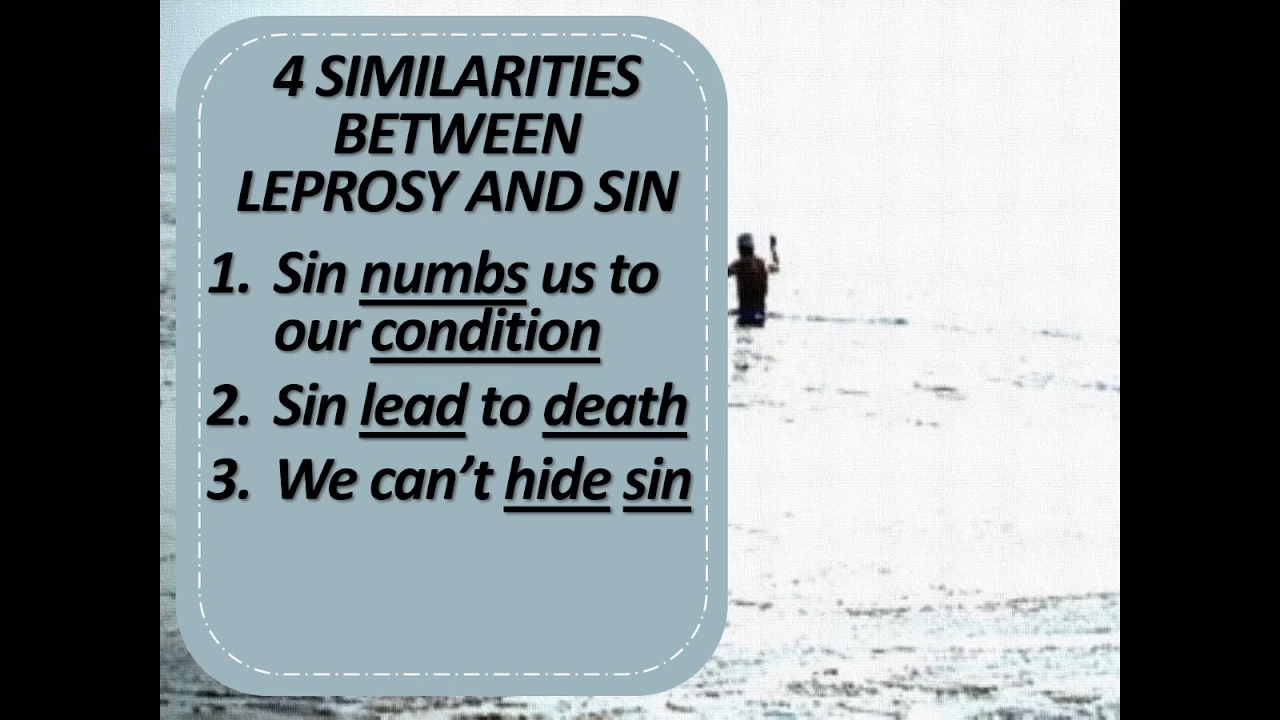 4 SIMILARITIES
BETWEEN
LEPROSY AND SIN
1. Sin numbs us to
our condition
2. Sin lead to death
3. We can't hide sin